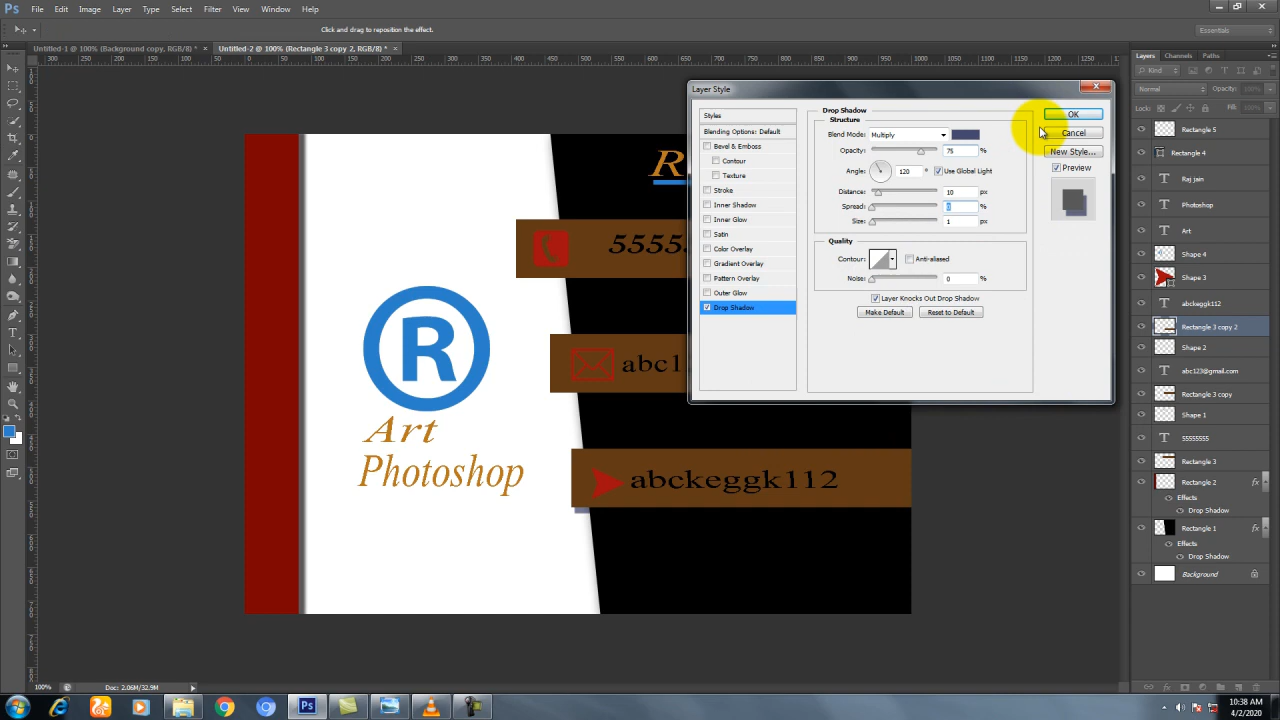 Ps File Edit Image Layer Type Select Filter View Window Help
Click and drag to reposition the effect.
Essentials
Untitled-1 @ 100% (Background copy, RGB/8) * ×
Untitled-2 @ 100% (Rectangle 3 copy 2, RGB/8) * ×
Layers Channels Paths
Kind
Normal Opacity: 100%
Lock: Fill: 100%
Rectangle 5
Rectangle 4
Raj jain
Photoshop
Art
Shape 4
Shape 3
abckeggk112
Rectangle 3 copy 2
Shape 2
abc123@gmail.com
Rectangle 3 copy
Shape 1
55555555
Rectangle 3
Rectangle 2 fx
Effects
Drop Shadow
Rectangle 1 fx
Effects
Drop Shadow
Background
Layer Style
Styles
Blending Options: Default
Bevel & Emboss
Contour
Texture
Stroke
Inner Shadow
Inner Glow
Satin
Color Overlay
Gradient Overlay
Pattern Overlay
Outer Glow
Drop Shadow
Drop Shadow
Structure
Blend Mode: Multiply
Opacity: 75 %
Angle: 120 ° Use Global Light
Distance: 10 px
Spread: 0 %
Size: 1 px
Quality
Contour: Anti-aliased
Noise: 0 %
Layer Knocks Out Drop Shadow
Make Default Reset to Default
OK
Cancel
New Style...
Preview
R
5555
abc1
abckeggk112
R
Art
Photoshop
100% Doc: 2.06M/32.9M
10:38 AM
4/2/2020